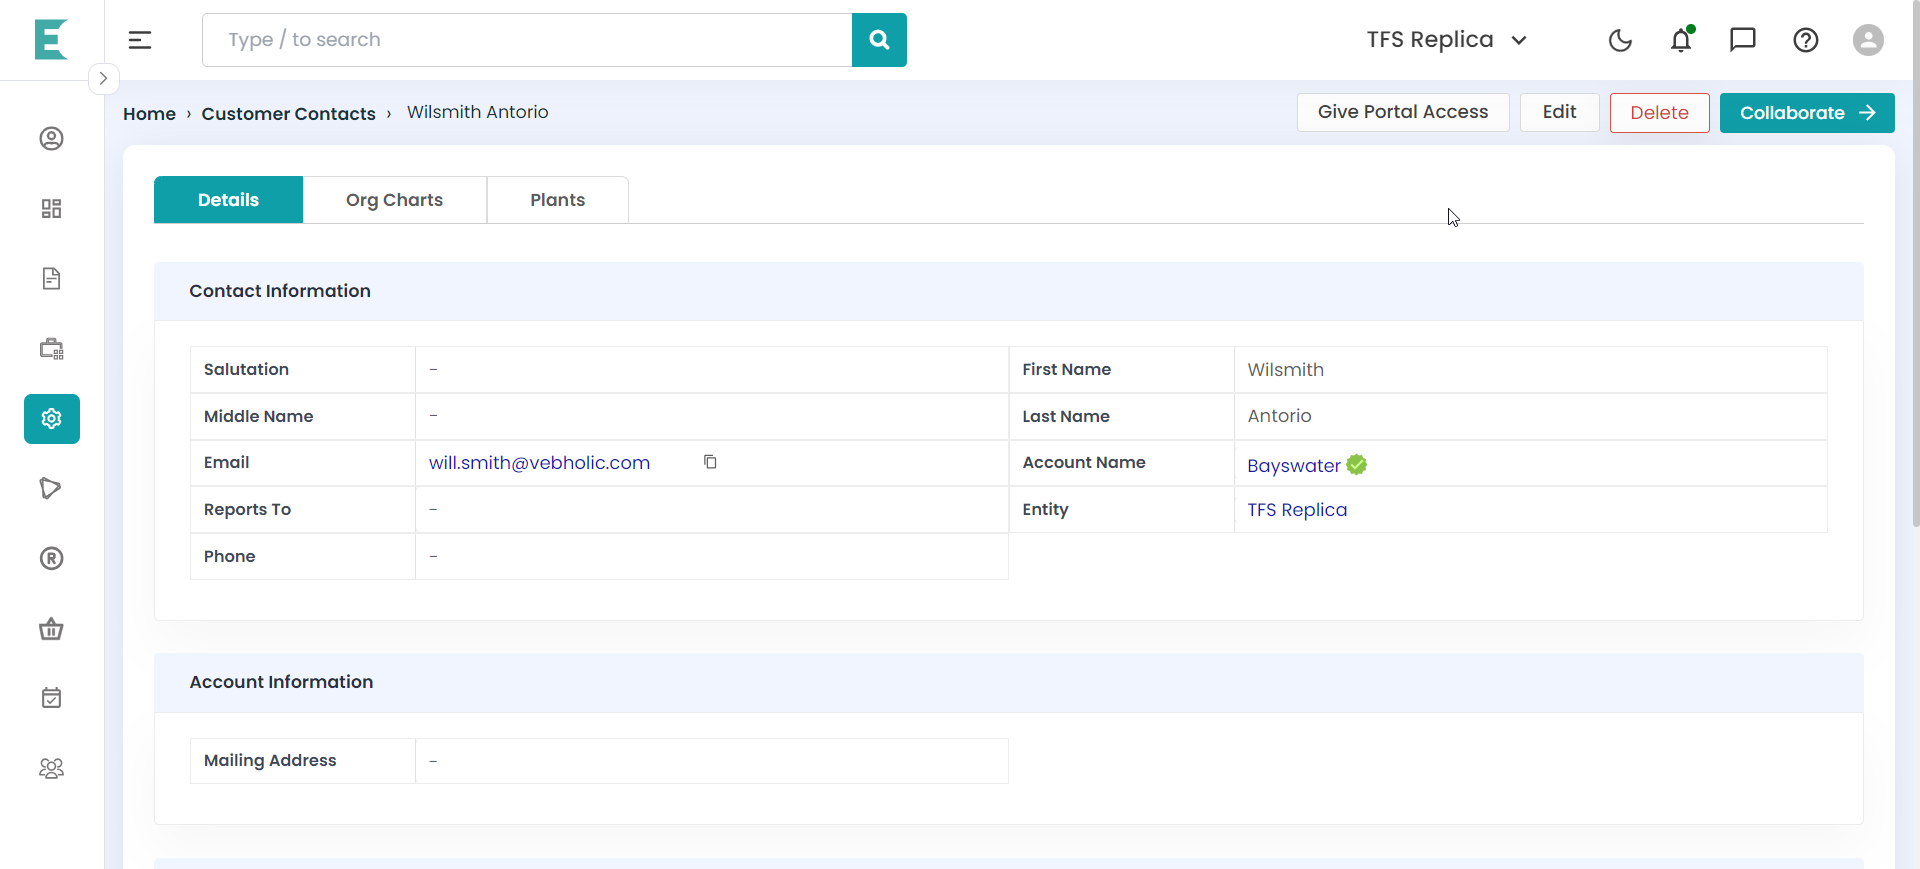 E
Type / to search
TFS Replica
Home › Customer Contacts › Wilsmith Antorio
Give Portal Access
Edit
Delete
Collaborate
Details
Org Charts
Plants
Contact Information
Salutation –
First Name Wilsmith
Middle Name –
Last Name Antorio
Email will.smith@vebholic.com
Account Name Bayswater
Reports To –
Entity TFS Replica
Phone –
Account Information
Mailing Address –